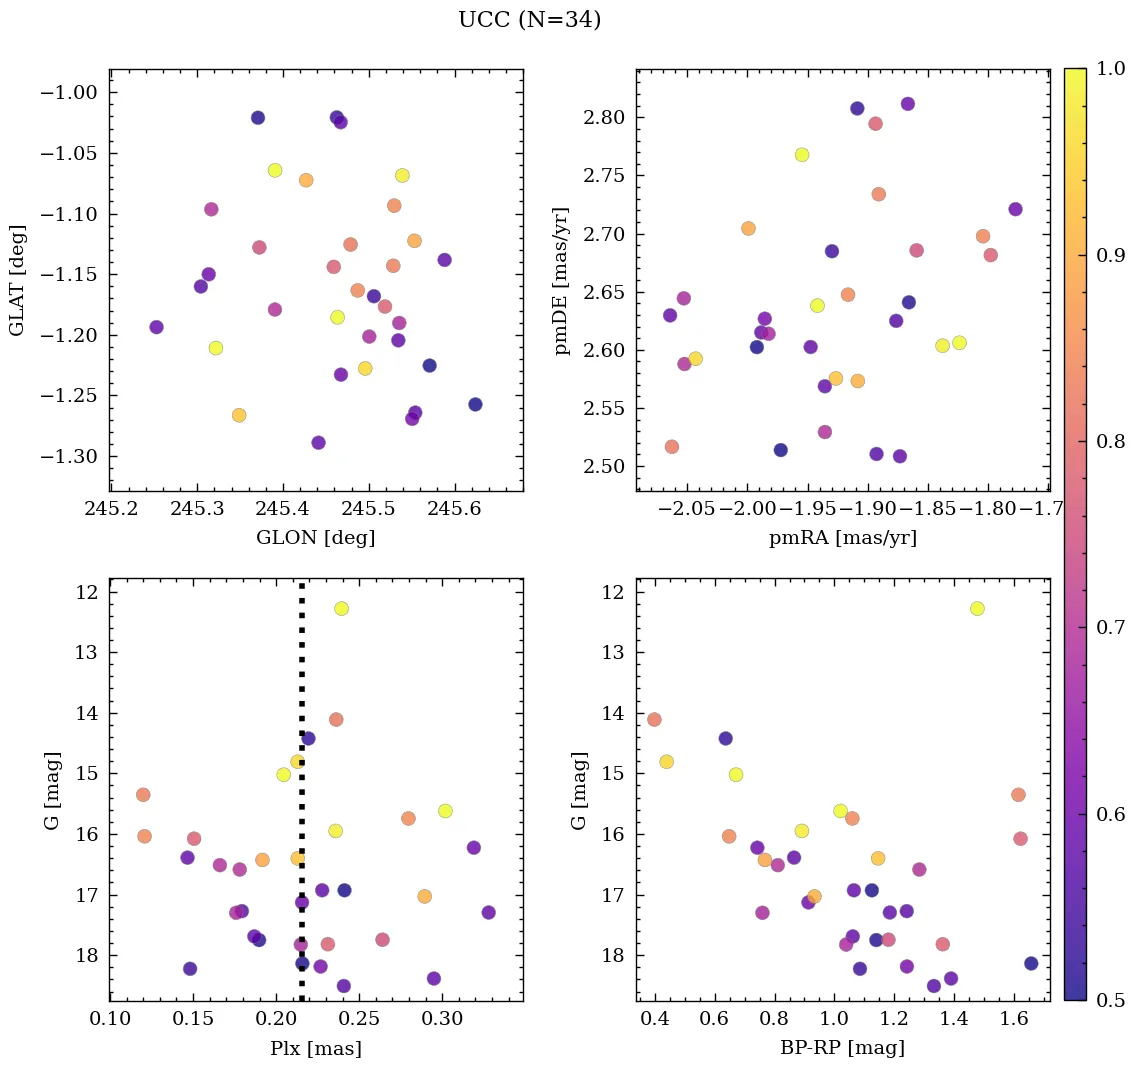 UCC (N=34)
−1.00
−1.05
−1.10
−1.15
−1.20
−1.25
−1.30
GLAT [deg]
245.2 245.3 245.4 245.5 245.6
GLON [deg]
2.80
2.75
2.70
2.65
2.60
2.55
2.50
pmDE [mas/yr]
−2.05 −2.00 −1.95 −1.90 −1.85 −1.80 −1.7
pmRA [mas/yr]
12
13
14
15
16
17
18
G [mag]
0.10 0.15 0.20 0.25 0.30
Plx [mas]
12
13
14
15
16
17
18
G [mag]
0.4 0.6 0.8 1.0 1.2 1.4 1.6
BP-RP [mag]
1.0
0.9
0.8
0.7
0.6
0.5